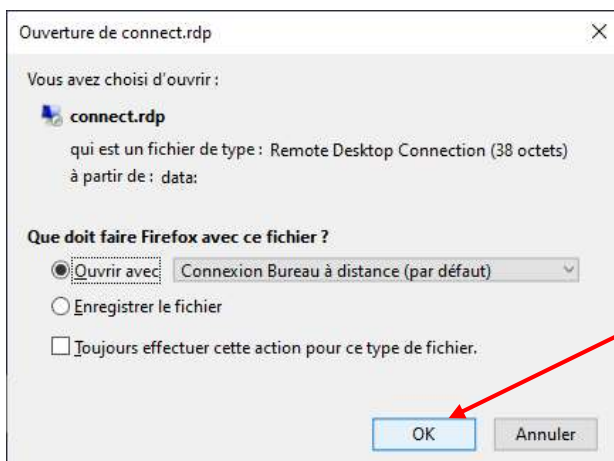 Ouverture de connect.rdp
Vous avez choisi d'ouvrir :
connect.rdp
qui est un fichier de type : Remote Desktop Connection (38 octets)
à partir de : data:
Que doit faire Firefox avec ce fichier ?
Ouvrir avec Connexion Bureau à distance (par défaut)
Enregistrer le fichier
Toujours effectuer cette action pour ce type de fichier.
OK Annuler